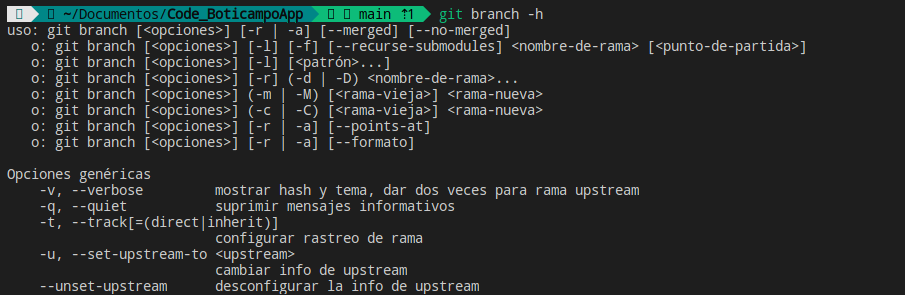 ~/Documentos/Code_BoticampoApp main ↑1 git branch -h
uso: git branch [<opciones>] [-r | -a] [--merged] [--no-merged]
o: git branch [<opciones>] [-l] [-f] [--recurse-submodules] <nombre-de-rama> [<punto-de-partida>]
o: git branch [<opciones>] [-l] [<patrón>...]
o: git branch [<opciones>] [-r] (-d | -D) <nombre-de-rama>...
o: git branch [<opciones>] (-m | -M) [<rama-vieja>] <rama-nueva>
o: git branch [<opciones>] (-c | -C) [<rama-vieja>] <rama-nueva>
o: git branch [<opciones>] [-r | -a] [--points-at]
o: git branch [<opciones>] [-r | -a] [--formato]
Opciones genéricas
-v, --verbose mostrar hash y tema, dar dos veces para rama upstream
-q, --quiet suprimir mensajes informativos
-t, --track[=(direct|inherit)]
configurar rastreo de rama
-u, --set-upstream-to <upstream>
cambiar info de upstream
--unset-upstream desconfigurar la info de upstream